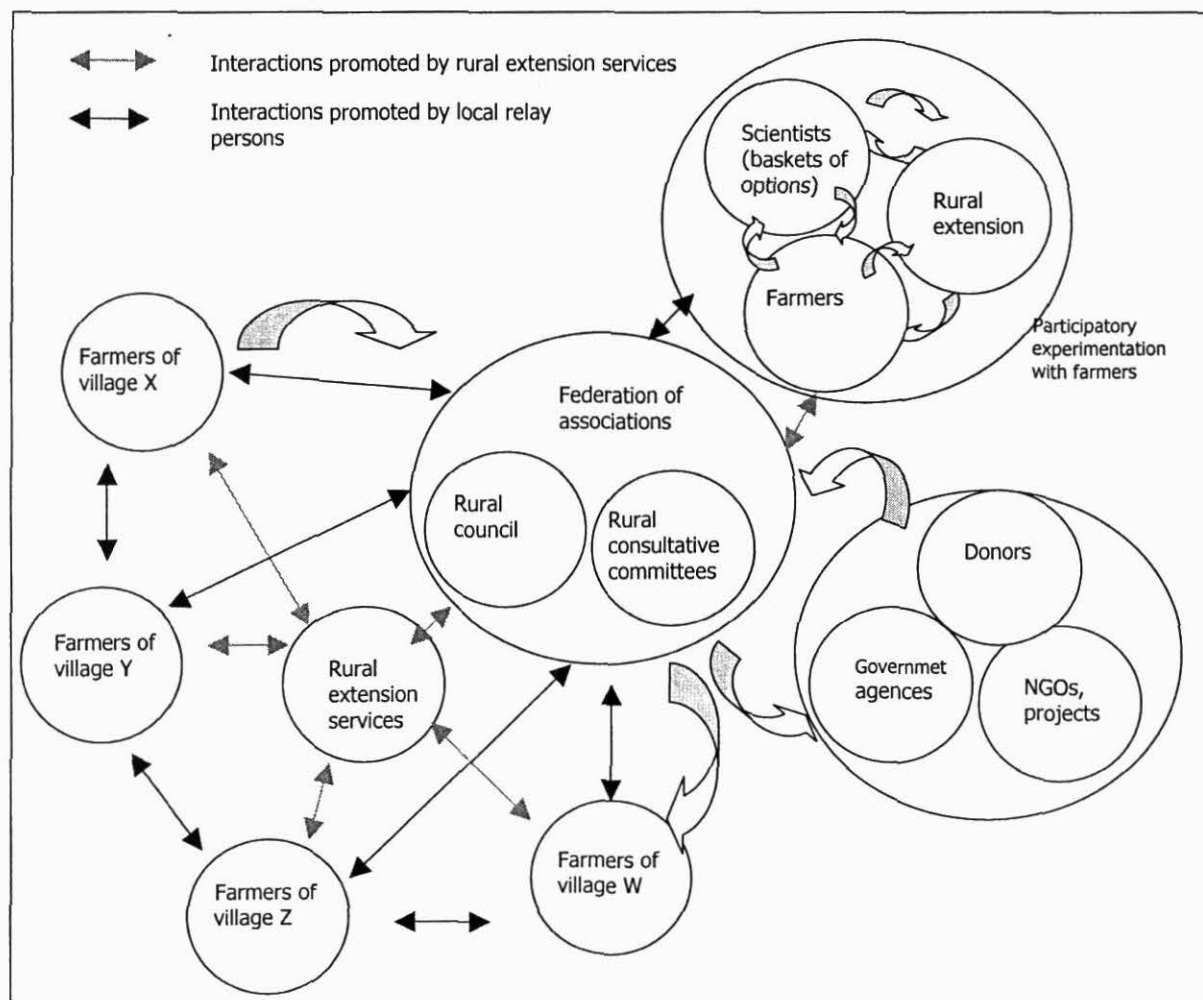 Interactions promoted by rural extension services
Interactions promoted by local relay
persons
Scientists
(baskets of
options)
Rural
extension
Farmers
Participatory
experimentation
with farmers
Farmers of
village X
Federation of
associations
Rural
council
Rural
consultative
committees
Donors
Governmet
agences
NGOs,
projects
Farmers of
village Y
Rural
extension
services
Farmers of
village W
Farmers of
village Z